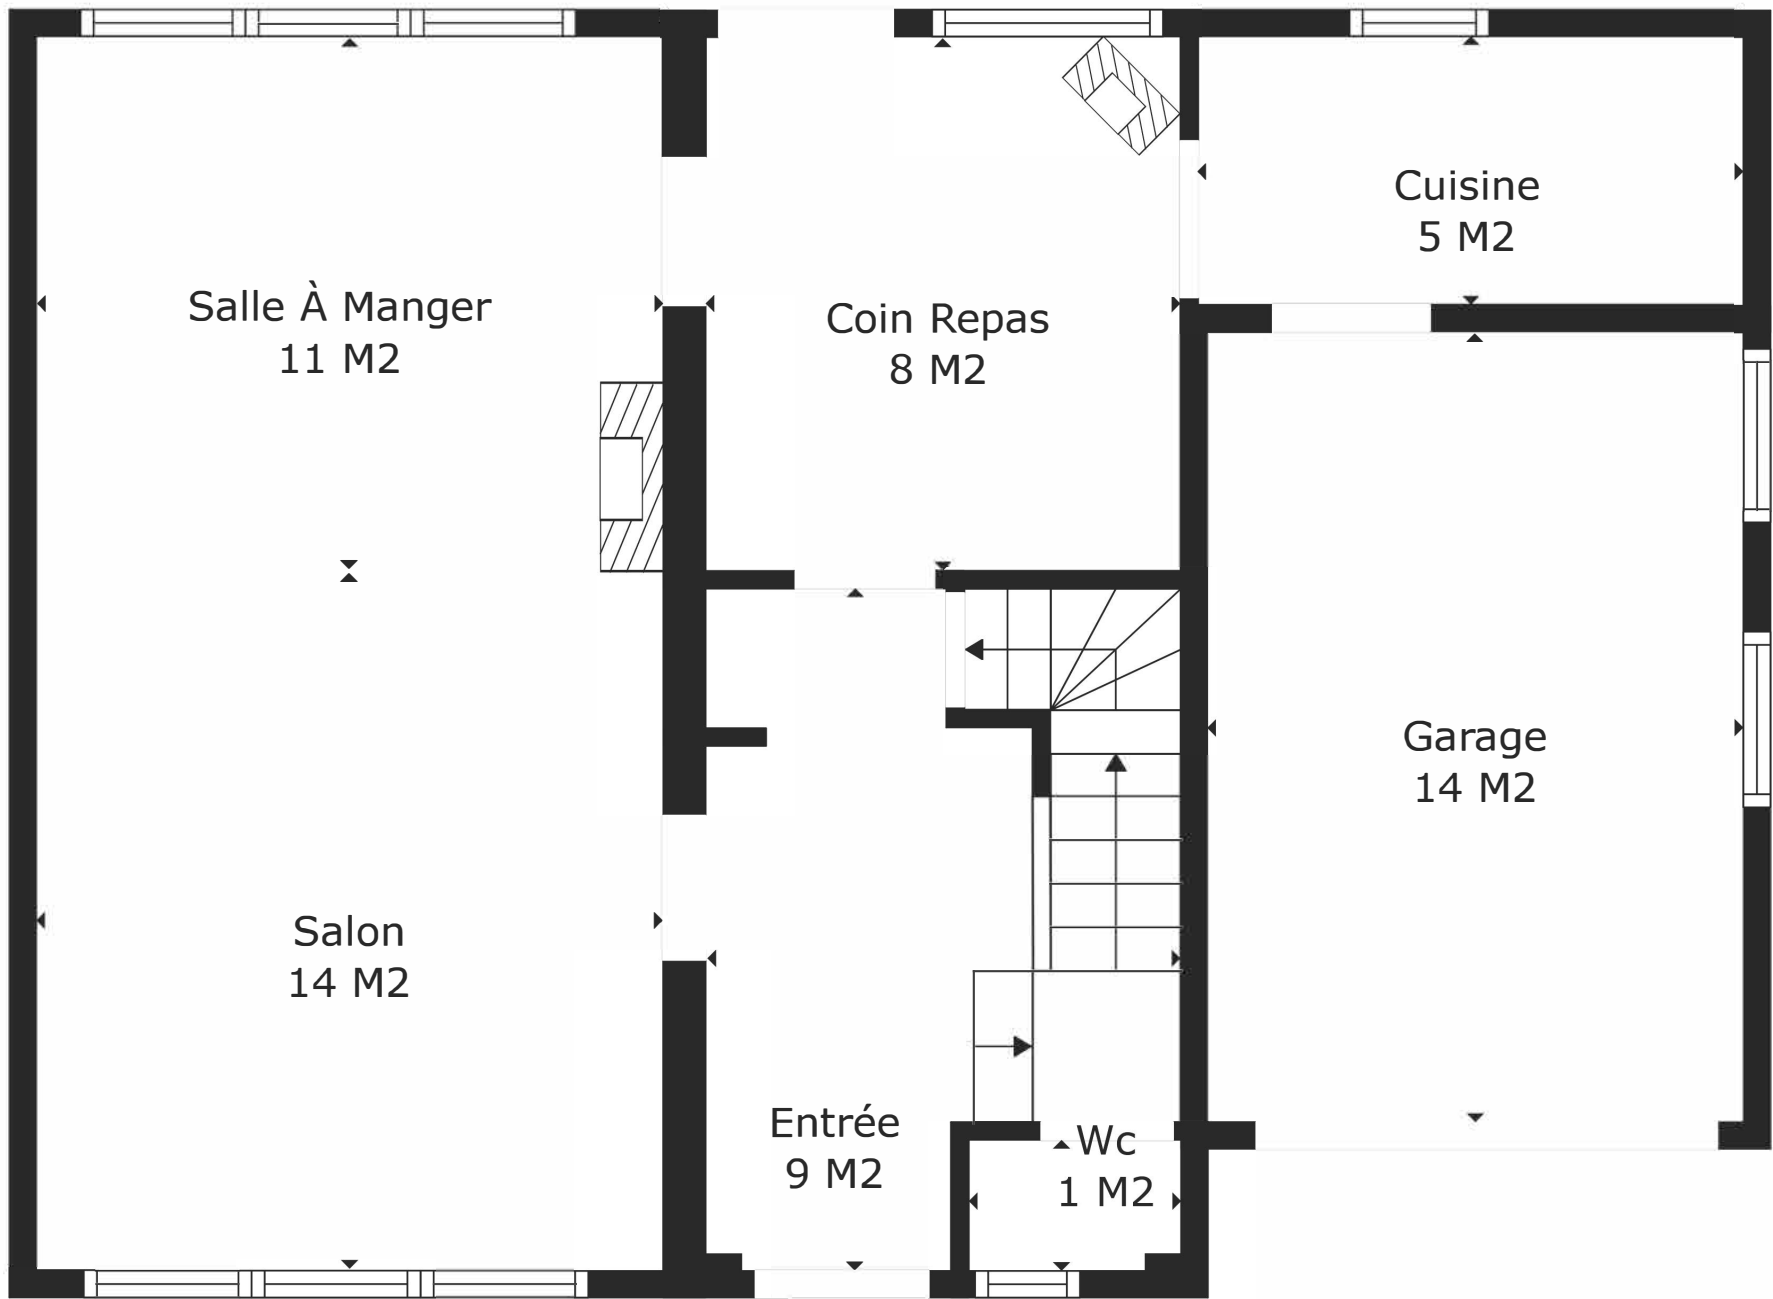 Cuisine
5 M2
Salle À Manger
11 M2
Coin Repas
8 M2
Garage
14 M2
Salon
14 M2
Entrée
9 M2
Wc
1 M2